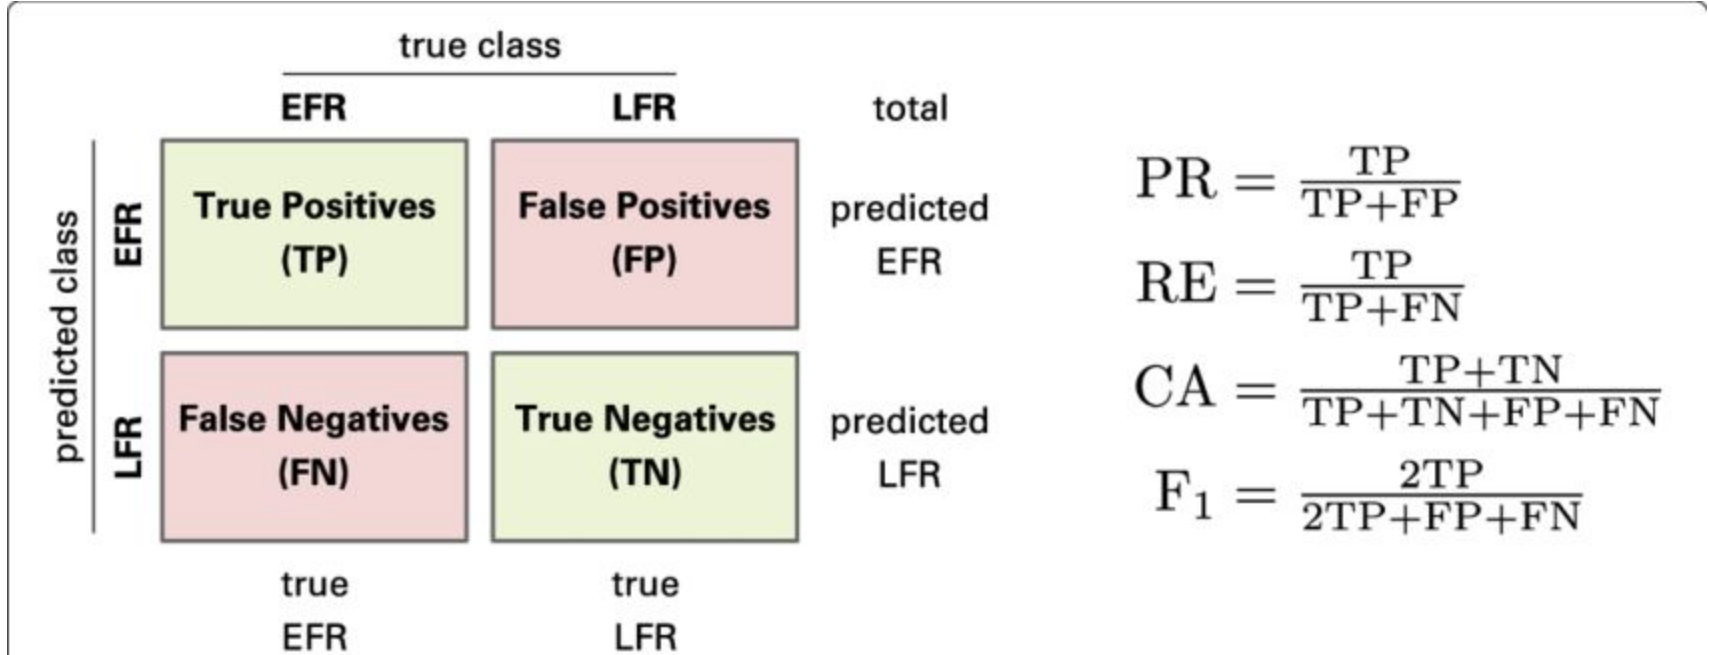 true class
EFR LFR total
predicted class
EFR
True Positives
(TP)
False Positives
(FP)
predicted
EFR
LFR
False Negatives
(FN)
True Negatives
(TN)
predicted
LFR
true
EFR
true
LFR
PR = TP / TP+FP
RE = TP / TP+FN
CA = TP+TN / TP+TN+FP+FN
F₁ = 2TP / 2TP+FP+FN